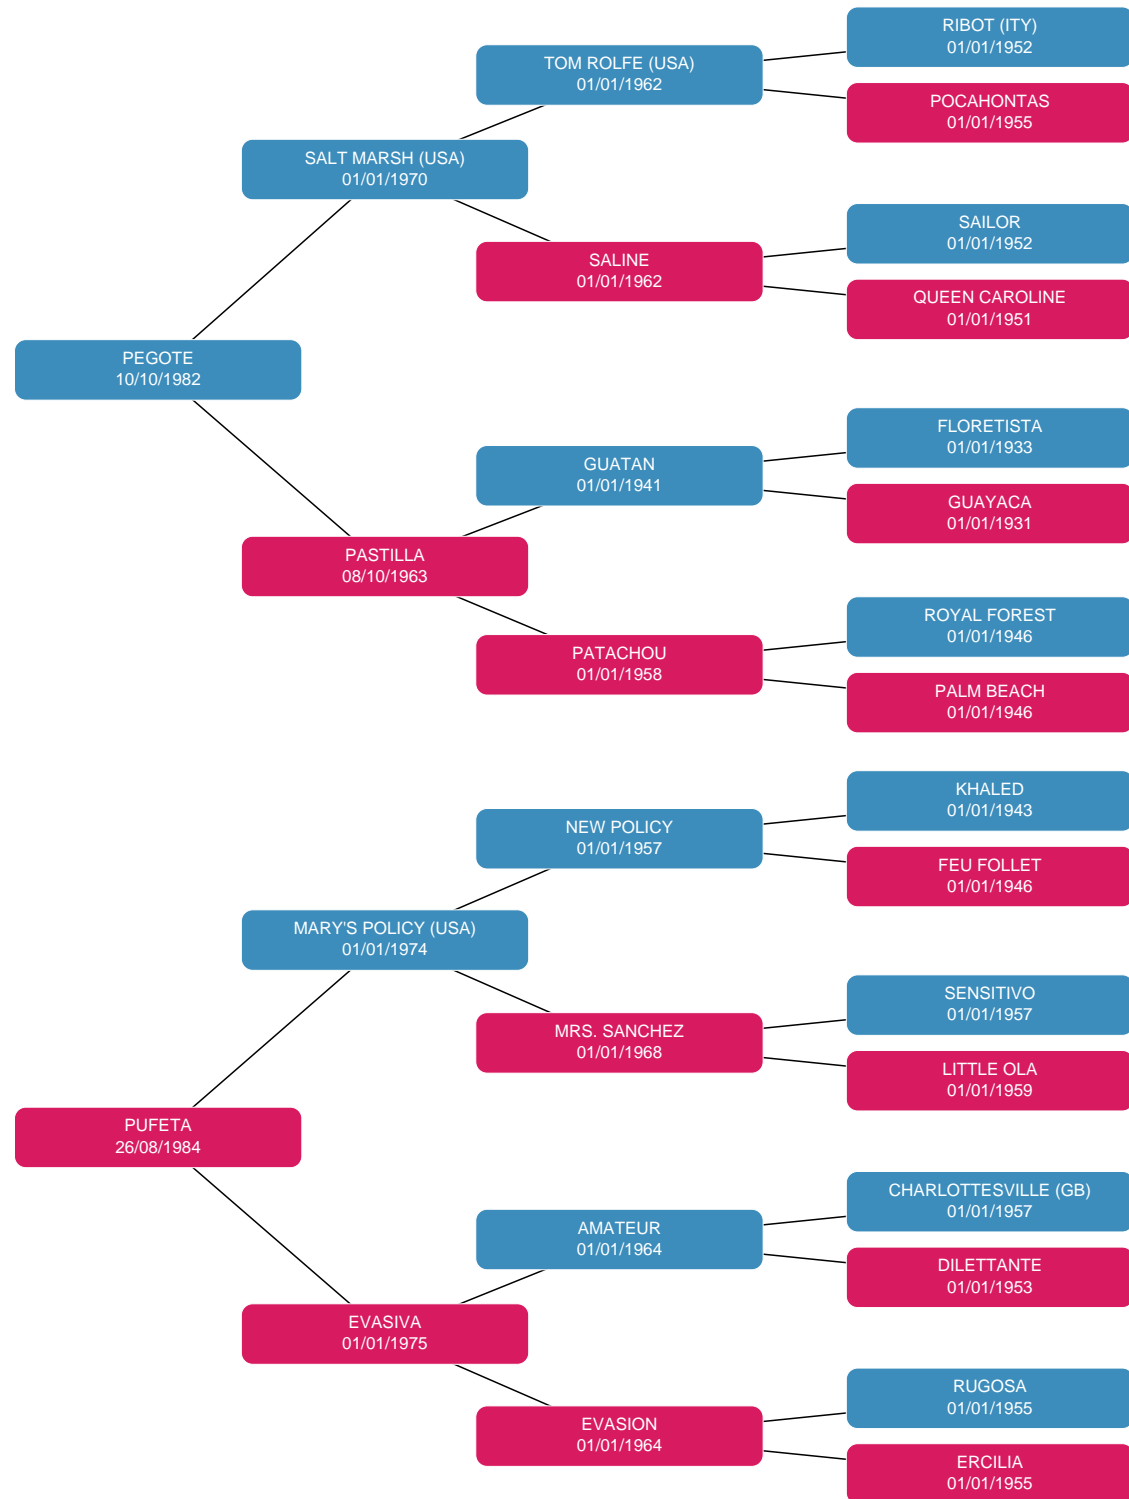 RIBOT (ITY)
01/01/1952
TOM ROLFE (USA)
01/01/1962
POCAHONTAS
01/01/1955
SALT MARSH (USA)
01/01/1970
SAILOR
01/01/1952
SALINE
01/01/1962
QUEEN CAROLINE
01/01/1951
PEGOTE
10/10/1982
FLORETISTA
01/01/1933
GUATAN
01/01/1941
GUAYACA
01/01/1931
PASTILLA
08/10/1963
ROYAL FOREST
01/01/1946
PATACHOU
01/01/1958
PALM BEACH
01/01/1946
KHALED
01/01/1943
NEW POLICY
01/01/1957
FEU FOLLET
01/01/1946
MARY'S POLICY (USA)
01/01/1974
SENSITIVO
01/01/1957
MRS. SANCHEZ
01/01/1968
LITTLE OLA
01/01/1959
PUFETA
26/08/1984
CHARLOTTESVILLE (GB)
01/01/1957
AMATEUR
01/01/1964
DILETTANTE
01/01/1953
EVASIVA
01/01/1975
RUGOSA
01/01/1955
EVASION
01/01/1964
ERCILIA
01/01/1955